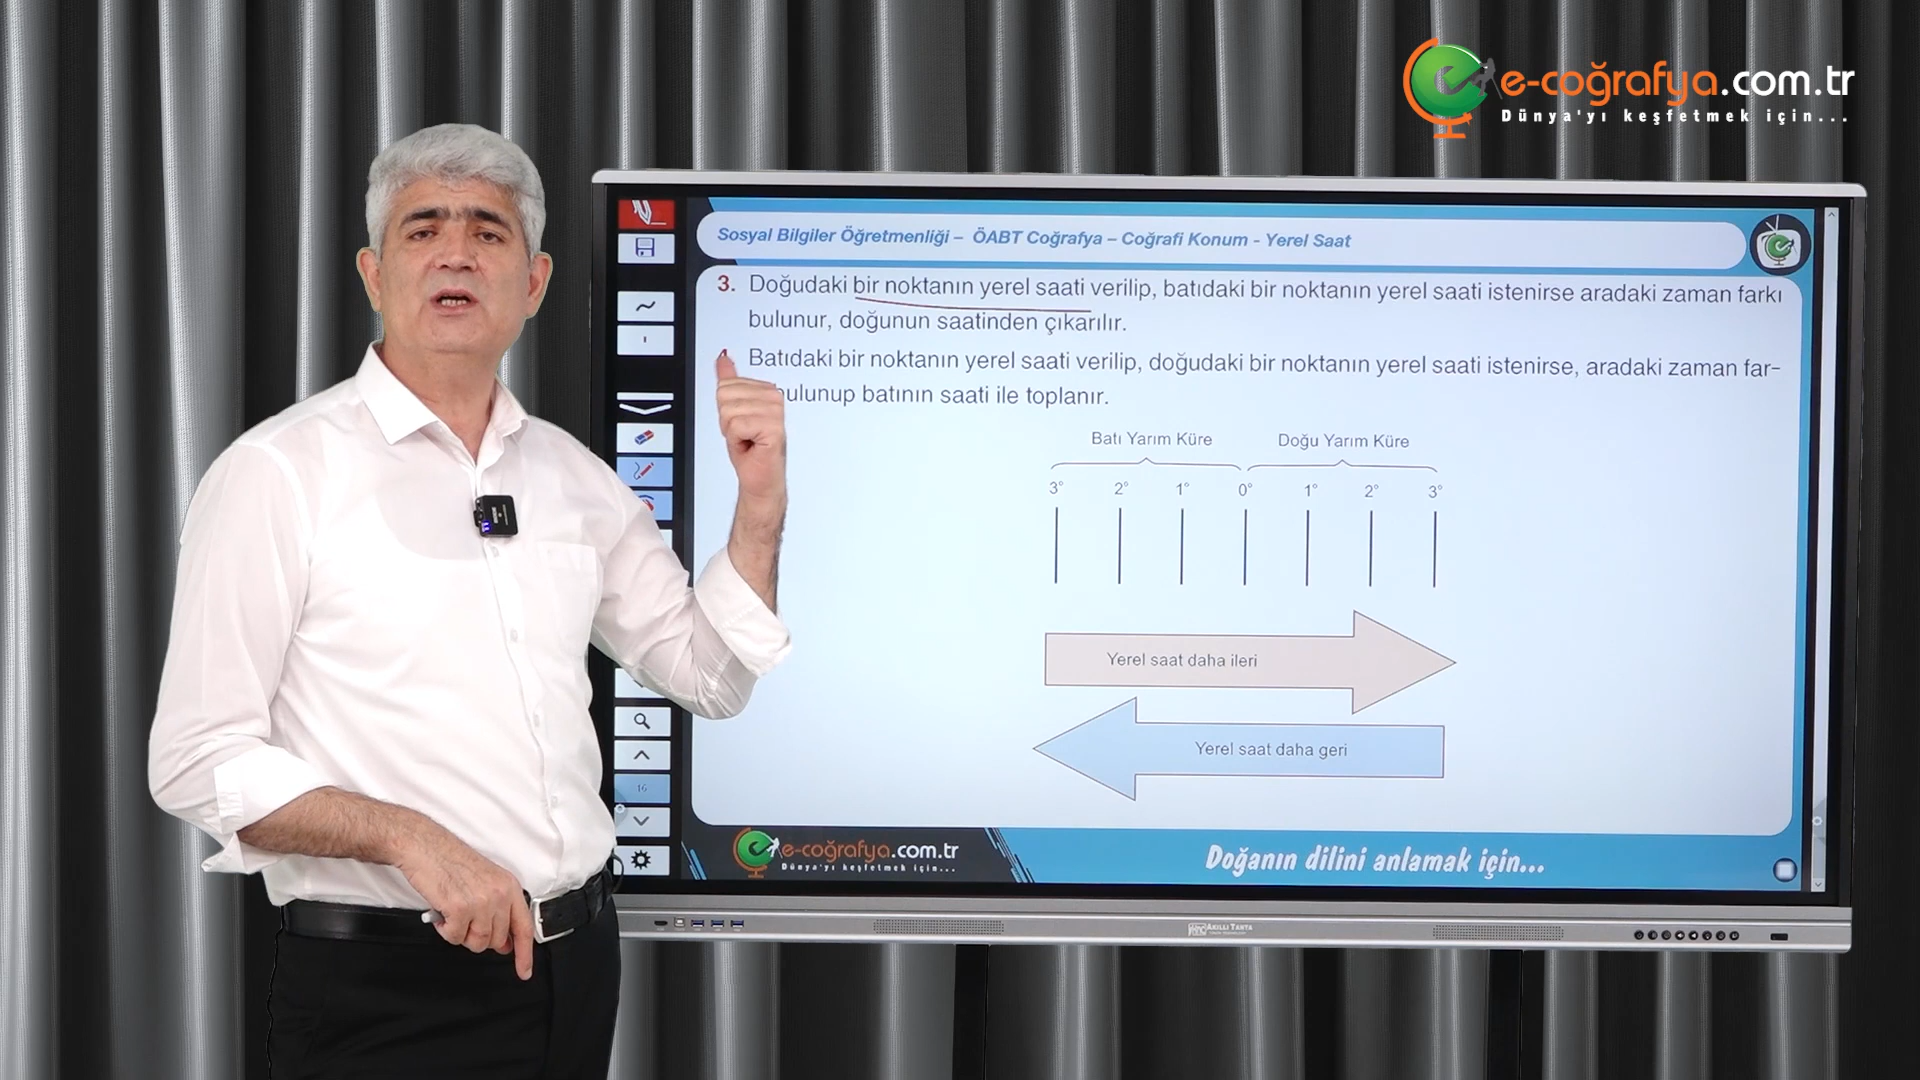 e-coğrafya.com.tr
Dünya'yı keşfetmek için...
Sosyal Bilgiler Öğretmenliği – ÖABT Coğrafya – Coğrafi Konum - Yerel Saat
3. Doğudaki bir noktanın yerel saati verilip, batıdaki bir noktanın yerel saati istenirse aradaki zaman farkı
bulunur, doğunun saatinden çıkarılır.
Batıdaki bir noktanın yerel saati verilip, doğudaki bir noktanın yerel saati istenirse, aradaki zaman far-
bulunup batının saati ile toplanır.
Batı Yarım Küre Doğu Yarım Küre
3° 2° 1° 0° 1° 2° 3°
Yerel saat daha ileri
Yerel saat daha geri
16
e-coğrafya.com.tr
Dünya'yı keşfetmek için...
Doğanın dilini anlamak için...
AKILLI TAHTA